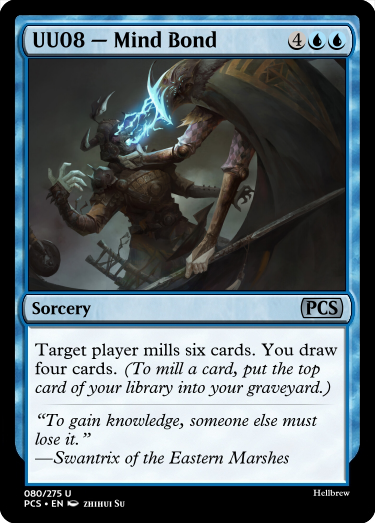 UU08 — Mind Bond 4
Sorcery PCS
Target player mills six cards. You draw
four cards. (To mill a card, put the top
card of your library into your graveyard.)
“To gain knowledge, someone else must
lose it.”
—Swantrix of the Eastern Marshes
080/275 U Hellbrew
PCS • EN ZHIHUI SU